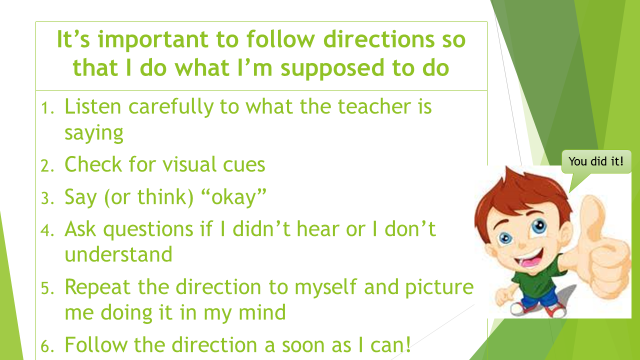 It's important to follow directions so
that I do what I'm supposed to do
1. Listen carefully to what the teacher is
saying
2. Check for visual cues
3. Say (or think) “okay”
4. Ask questions if I didn't hear or I don't
understand
5. Repeat the direction to myself and picture
me doing it in my mind
6. Follow the direction a soon as I can!
You did it!